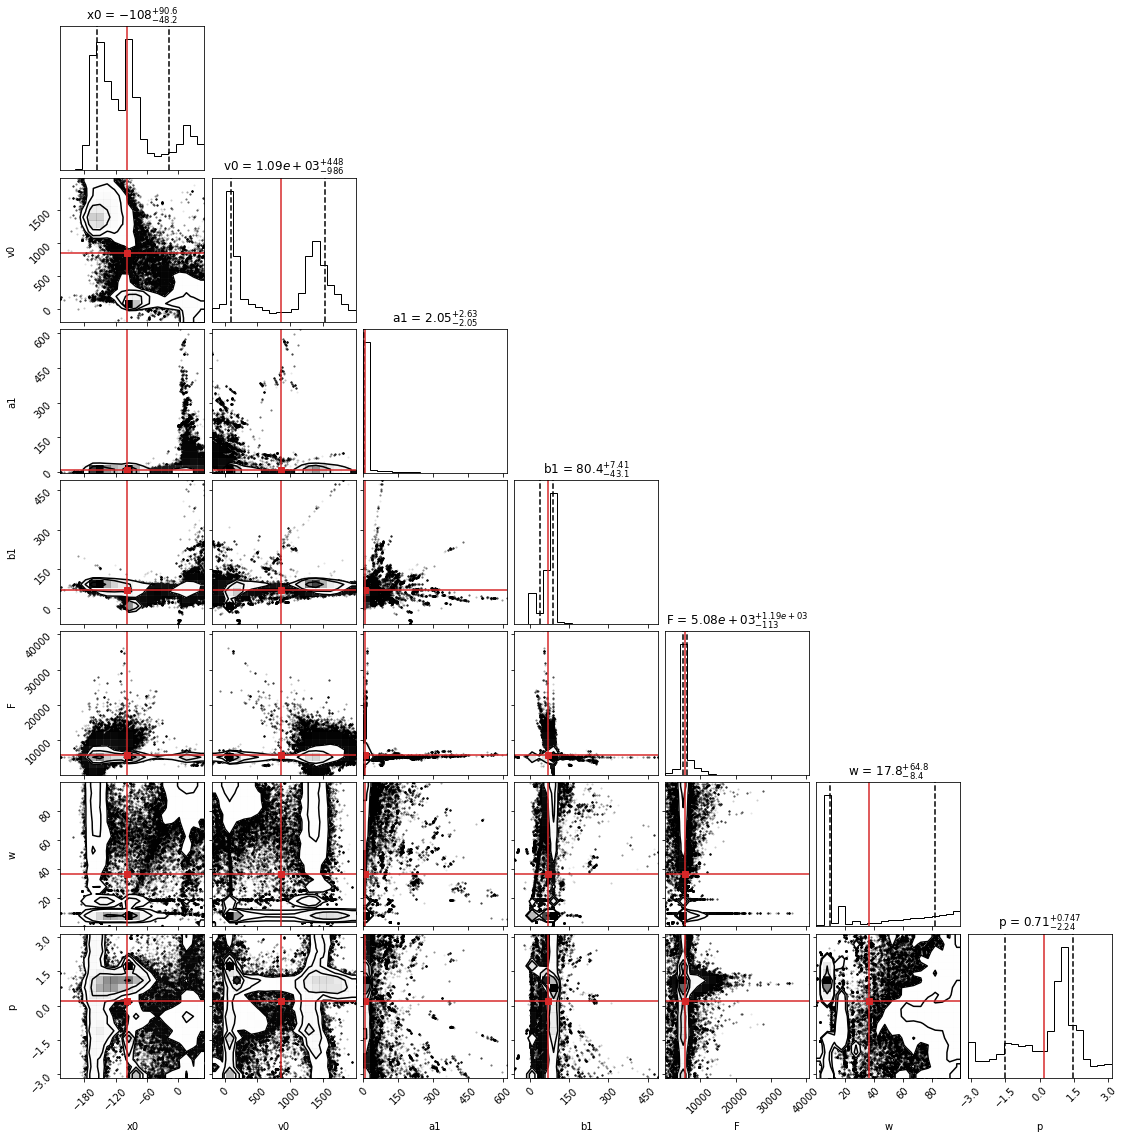 x0 = −108 +90.6 −48.2
v0 = 1.09e + 03 +448 −986
1500
1000
500
0
v0
a1 = 2.05 +2.63 −2.05
600
450
300
150
0
a1
b1 = 80.4 +7.41 −43.1
450
300
150
0
b1
F = 5.08e + 03 +1.19e + 03 −113
40000
30000
20000
10000
F
w = 17.8 +64.8 −8.4
80
60
40
20
w
p = 0.71 +0.747 −2.24
3.0
1.5
0.0
−1.5
−3.0
p
−180 −120 −60 0
0 500 1000 1500
0 150 300 450 600
0 150 300 450
10000 20000 30000 40000
20 40 60 80
−3.0 −1.5 0.0 1.5 3.0
x0 v0 a1 b1 F w p